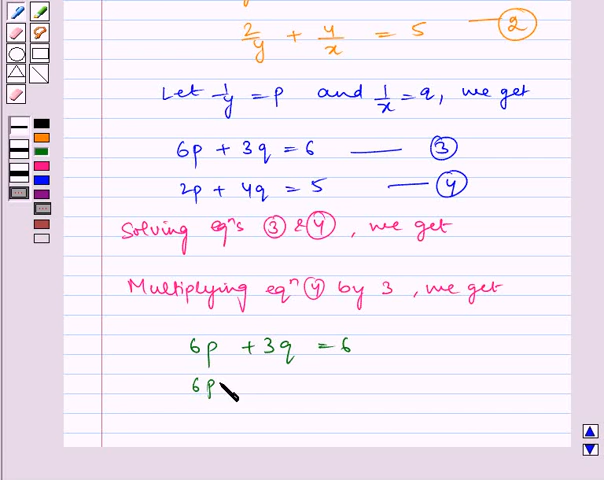 2/y + 4/x = 5 — ②
Let 1/y = p and 1/x = q, we get
6p + 3q = 6 — ③
2p + 4q = 5 — ④
Solving eqⁿs ③ & ④, we get
Multiplying eqⁿ ④ by 3, we get
6p + 3q = 6
6p